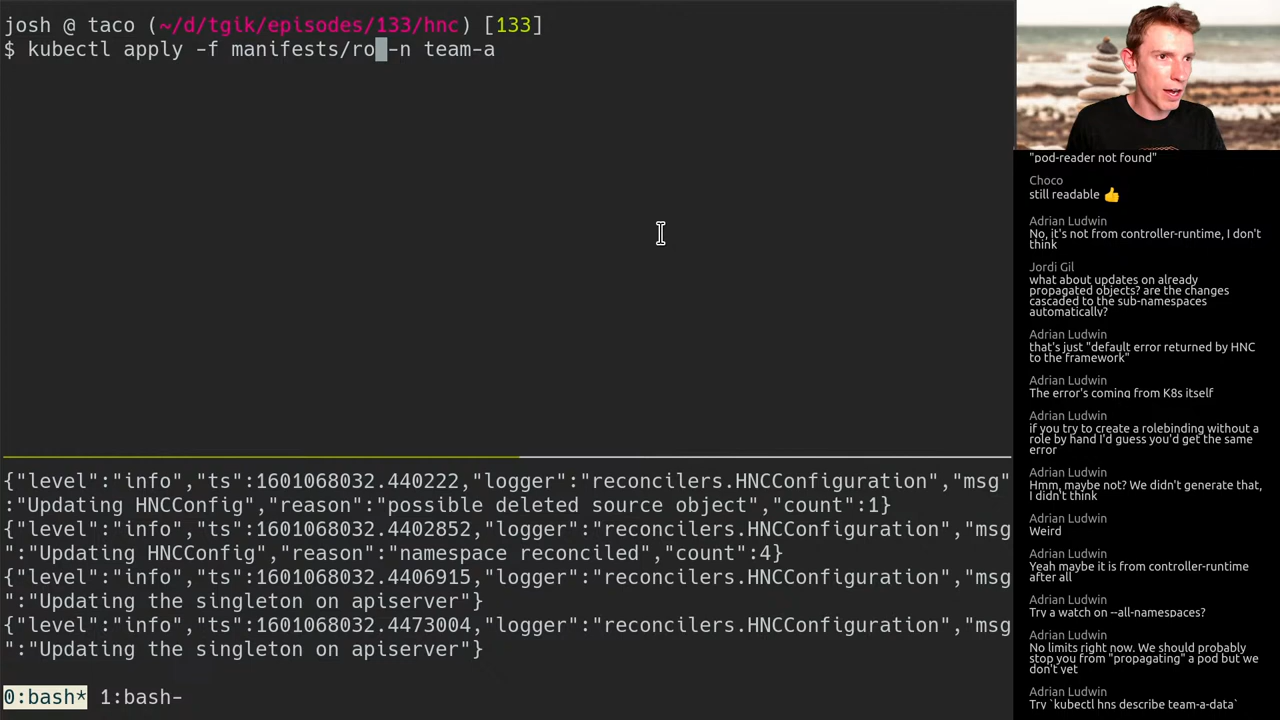 josh @ taco (~/d/tgik/episodes/133/hnc) [133]
$ kubectl apply -f manifests/ro -n team-a
{"level":"info","ts":1601068032.440222,"logger":"reconcilers.HNCConfiguration","msg"
:"Updating HNCConfig","reason":"possible deleted source object","count":1}
{"level":"info","ts":1601068032.4402852,"logger":"reconcilers.HNCConfiguration","msg
":"Updating HNCConfig","reason":"namespace reconciled","count":4}
{"level":"info","ts":1601068032.4406915,"logger":"reconcilers.HNCConfiguration","msg
":"Updating the singleton on apiserver"}
{"level":"info","ts":1601068032.4473004,"logger":"reconcilers.HNCConfiguration","msg
":"Updating the singleton on apiserver"}
0:bash* 1:bash-
"pod-reader not found"
Choco
still readable 👍
Adrian Ludwin
No, it's not from controller-runtime, I don't
think
Jordi Gil
what about updates on already
propagated objects? are the changes
cascaded to the sub-namespaces
automatically?
Adrian Ludwin
that's just "default error returned by HNC
to the framework"
Adrian Ludwin
The error's coming from K8s itself
Adrian Ludwin
if you try to create a rolebinding without a
role by hand I'd guess you'd get the same
error
Adrian Ludwin
Hmm, maybe not? We didn't generate that,
I didn't think
Adrian Ludwin
Weird
Adrian Ludwin
Yeah maybe it is from controller-runtime
after all
Adrian Ludwin
Try a watch on --all-namespaces?
Adrian Ludwin
No limits right now. We should probably
stop you from "propagating" a pod but we
don't yet
Adrian Ludwin
Try `kubectl hns describe team-a-data`